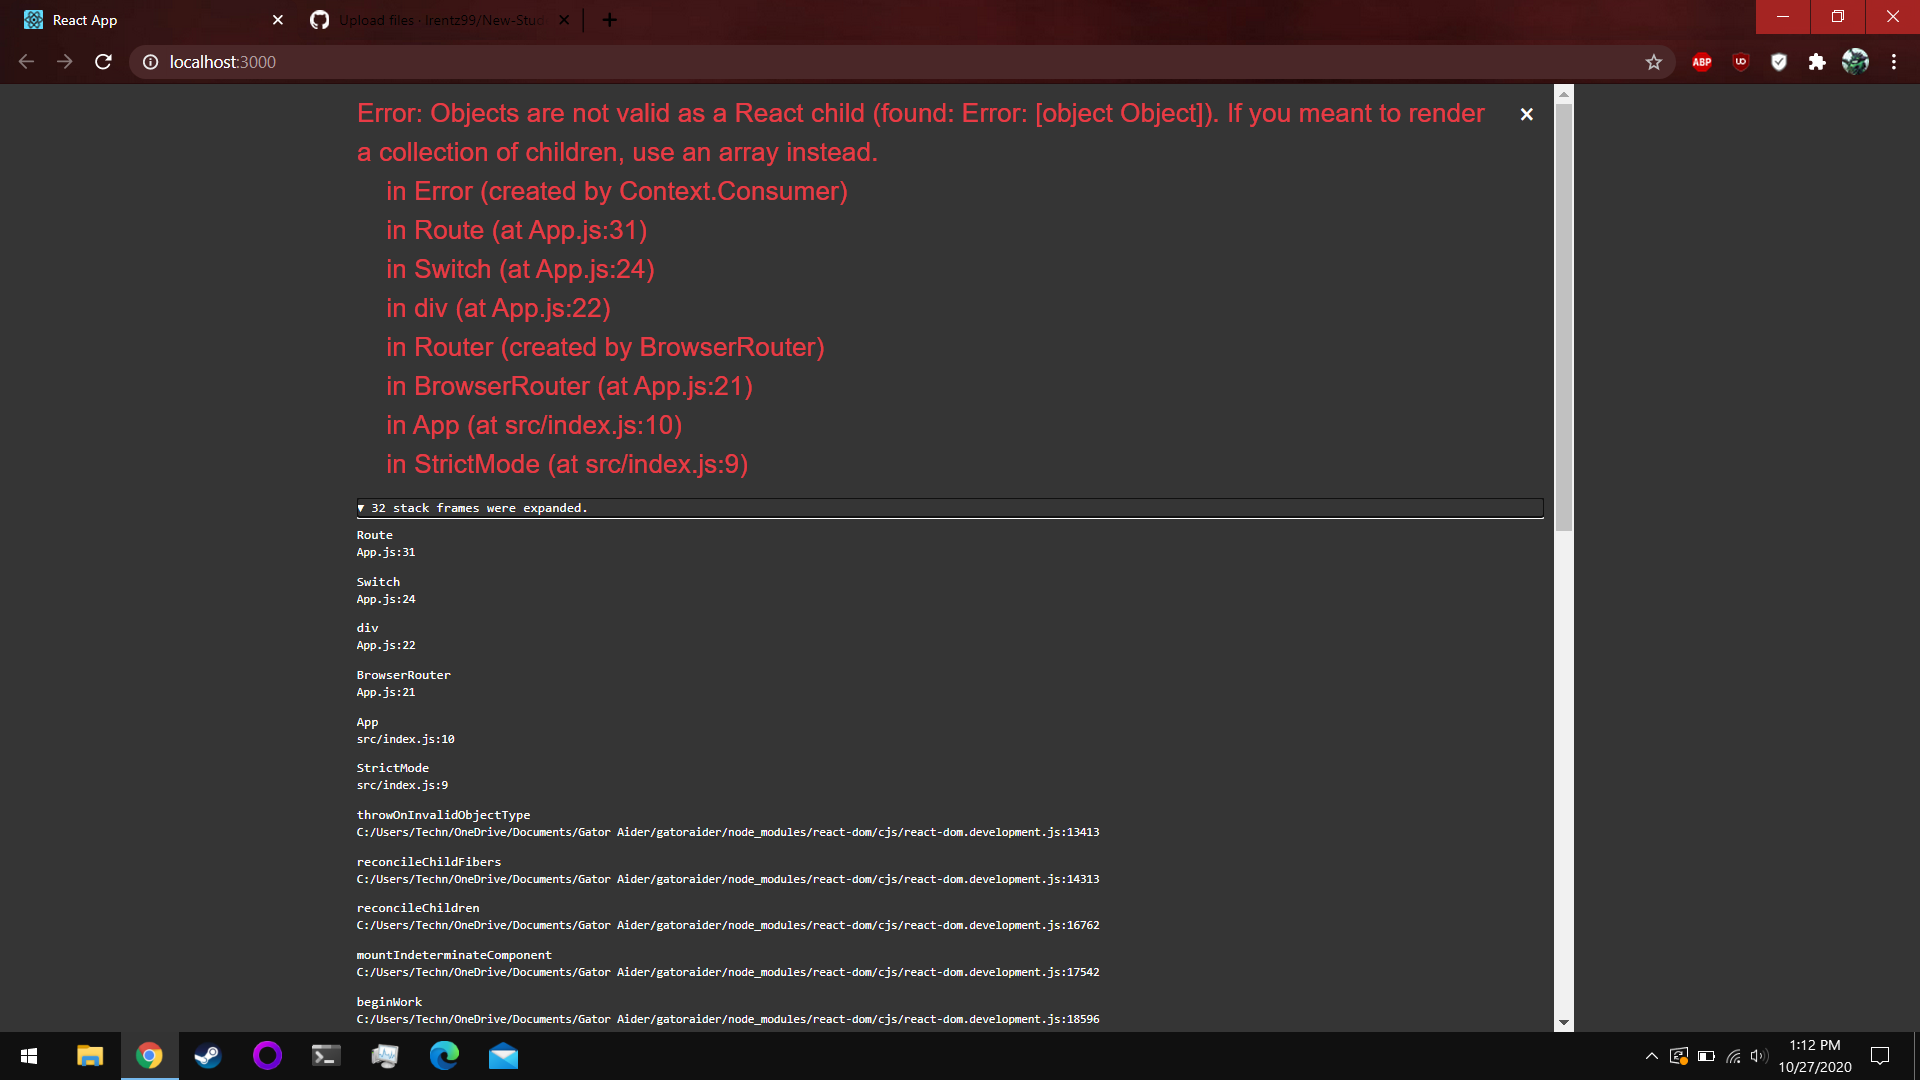 React App
Upload files · lrentz99/New-Stud
localhost:3000
ABP
Error: Objects are not valid as a React child (found: Error: [object Object]). If you meant to render
a collection of children, use an array instead.
in Error (created by Context.Consumer)
in Route (at App.js:31)
in Switch (at App.js:24)
in div (at App.js:22)
in Router (created by BrowserRouter)
in BrowserRouter (at App.js:21)
in App (at src/index.js:10)
in StrictMode (at src/index.js:9)
▼ 32 stack frames were expanded.
Route
App.js:31
Switch
App.js:24
div
App.js:22
BrowserRouter
App.js:21
App
src/index.js:10
StrictMode
src/index.js:9
throwOnInvalidObjectType
C:/Users/Techn/OneDrive/Documents/Gator Aider/gatoraider/node_modules/react-dom/cjs/react-dom.development.js:13413
reconcileChildFibers
C:/Users/Techn/OneDrive/Documents/Gator Aider/gatoraider/node_modules/react-dom/cjs/react-dom.development.js:14313
reconcileChildren
C:/Users/Techn/OneDrive/Documents/Gator Aider/gatoraider/node_modules/react-dom/cjs/react-dom.development.js:16762
mountIndeterminateComponent
C:/Users/Techn/OneDrive/Documents/Gator Aider/gatoraider/node_modules/react-dom/cjs/react-dom.development.js:17542
beginWork
C:/Users/Techn/OneDrive/Documents/Gator Aider/gatoraider/node_modules/react-dom/cjs/react-dom.development.js:18596
1:12 PM
10/27/2020